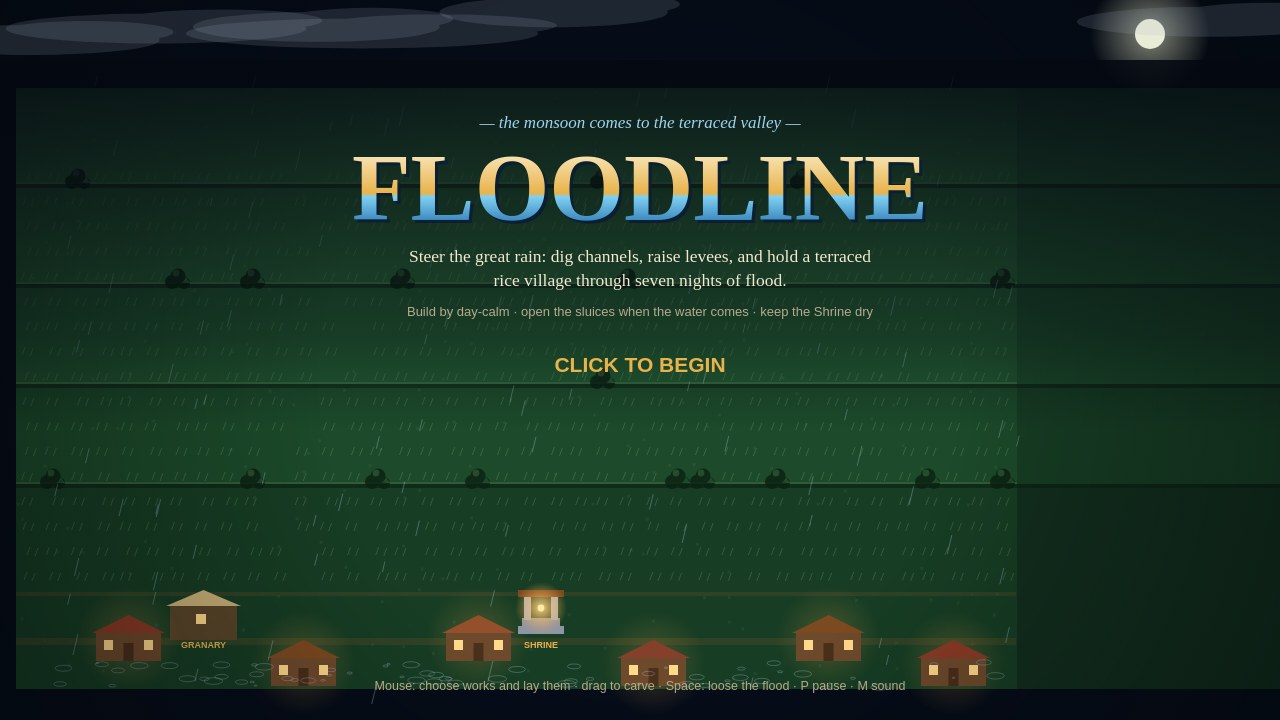 — the monsoon comes to the terraced valley —
FLOODLINE
Steer the great rain: dig channels, raise levees, and hold a terraced
rice village through seven nights of flood.
Build by day-calm · open the sluices when the water comes · keep the Shrine dry
CLICK TO BEGIN
GRANARY
SHRINE
Mouse: choose works and lay them · drag to carve · Space: loose the flood · P pause · M sound